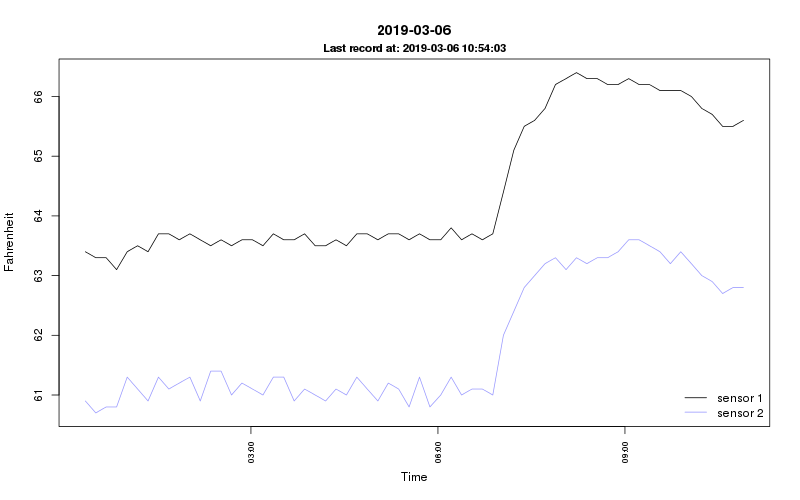 2019-03-06
Last record at: 2019-03-06 10:54:03
Fahrenheit
66
65
64
63
62
61
sensor 1
sensor 2
03:00
06:00
09:00
Time